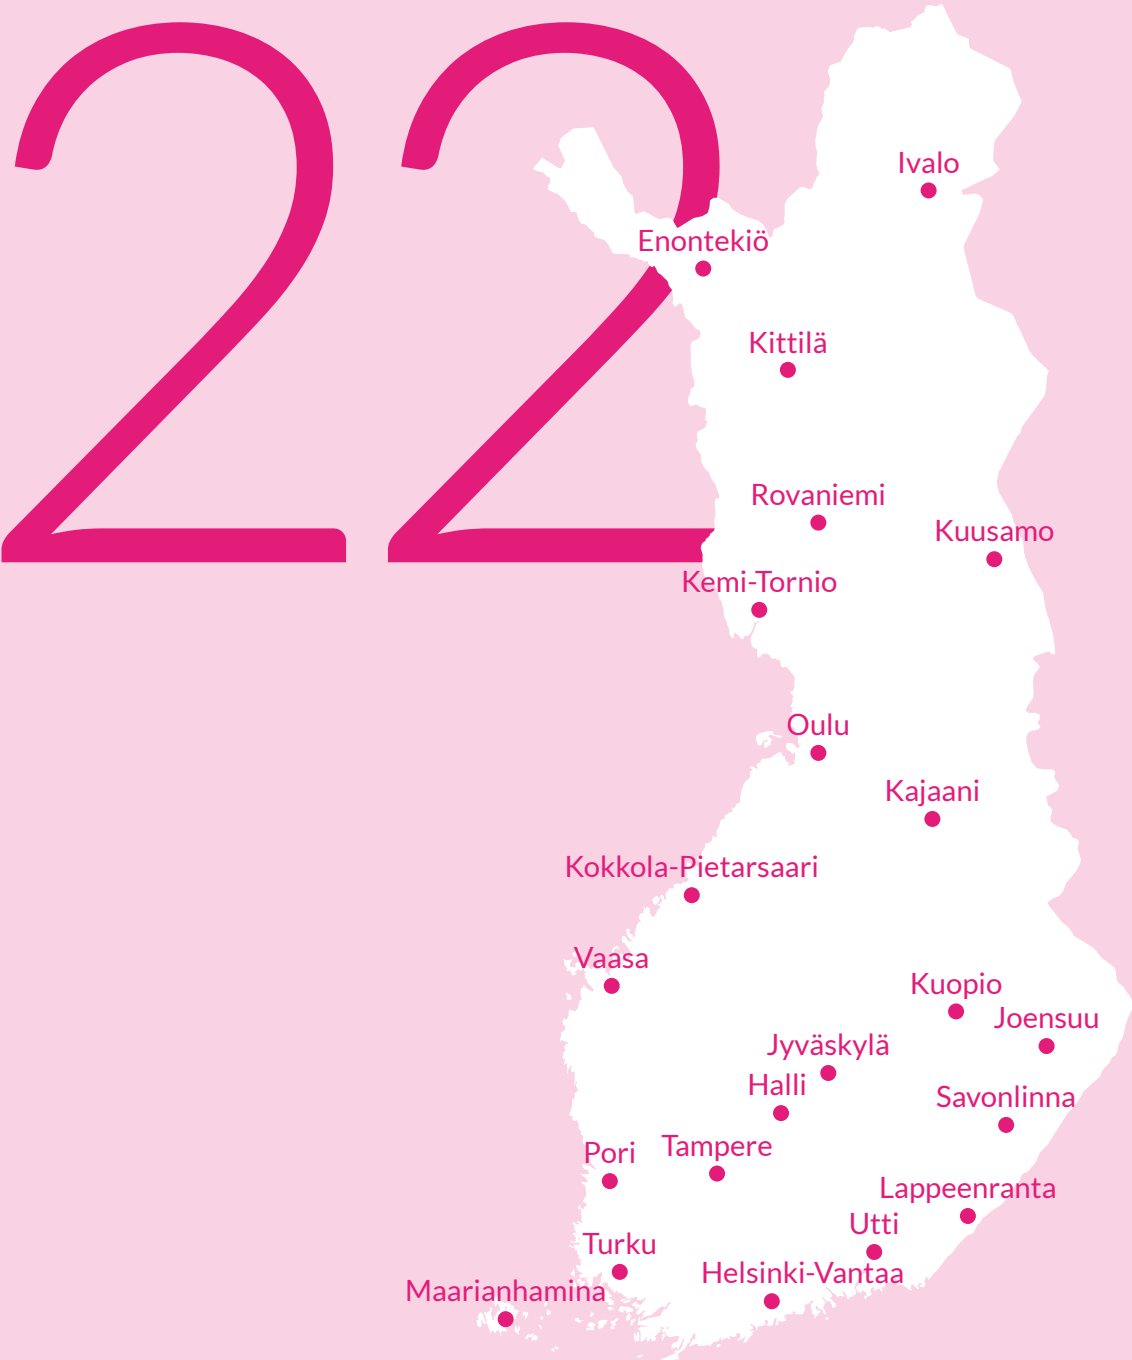 22
Ivalo
Enontekiö
Kittilä
Rovaniemi
Kuusamo
Kemi-Tornio
Oulu
Kajaani
Kokkola-Pietarsaari
Vaasa
Kuopio
Joensuu
Jyväskylä
Halli
Savonlinna
Tampere
Pori
Lappeenranta
Utti
Turku
Helsinki-Vantaa
Maarianhamina